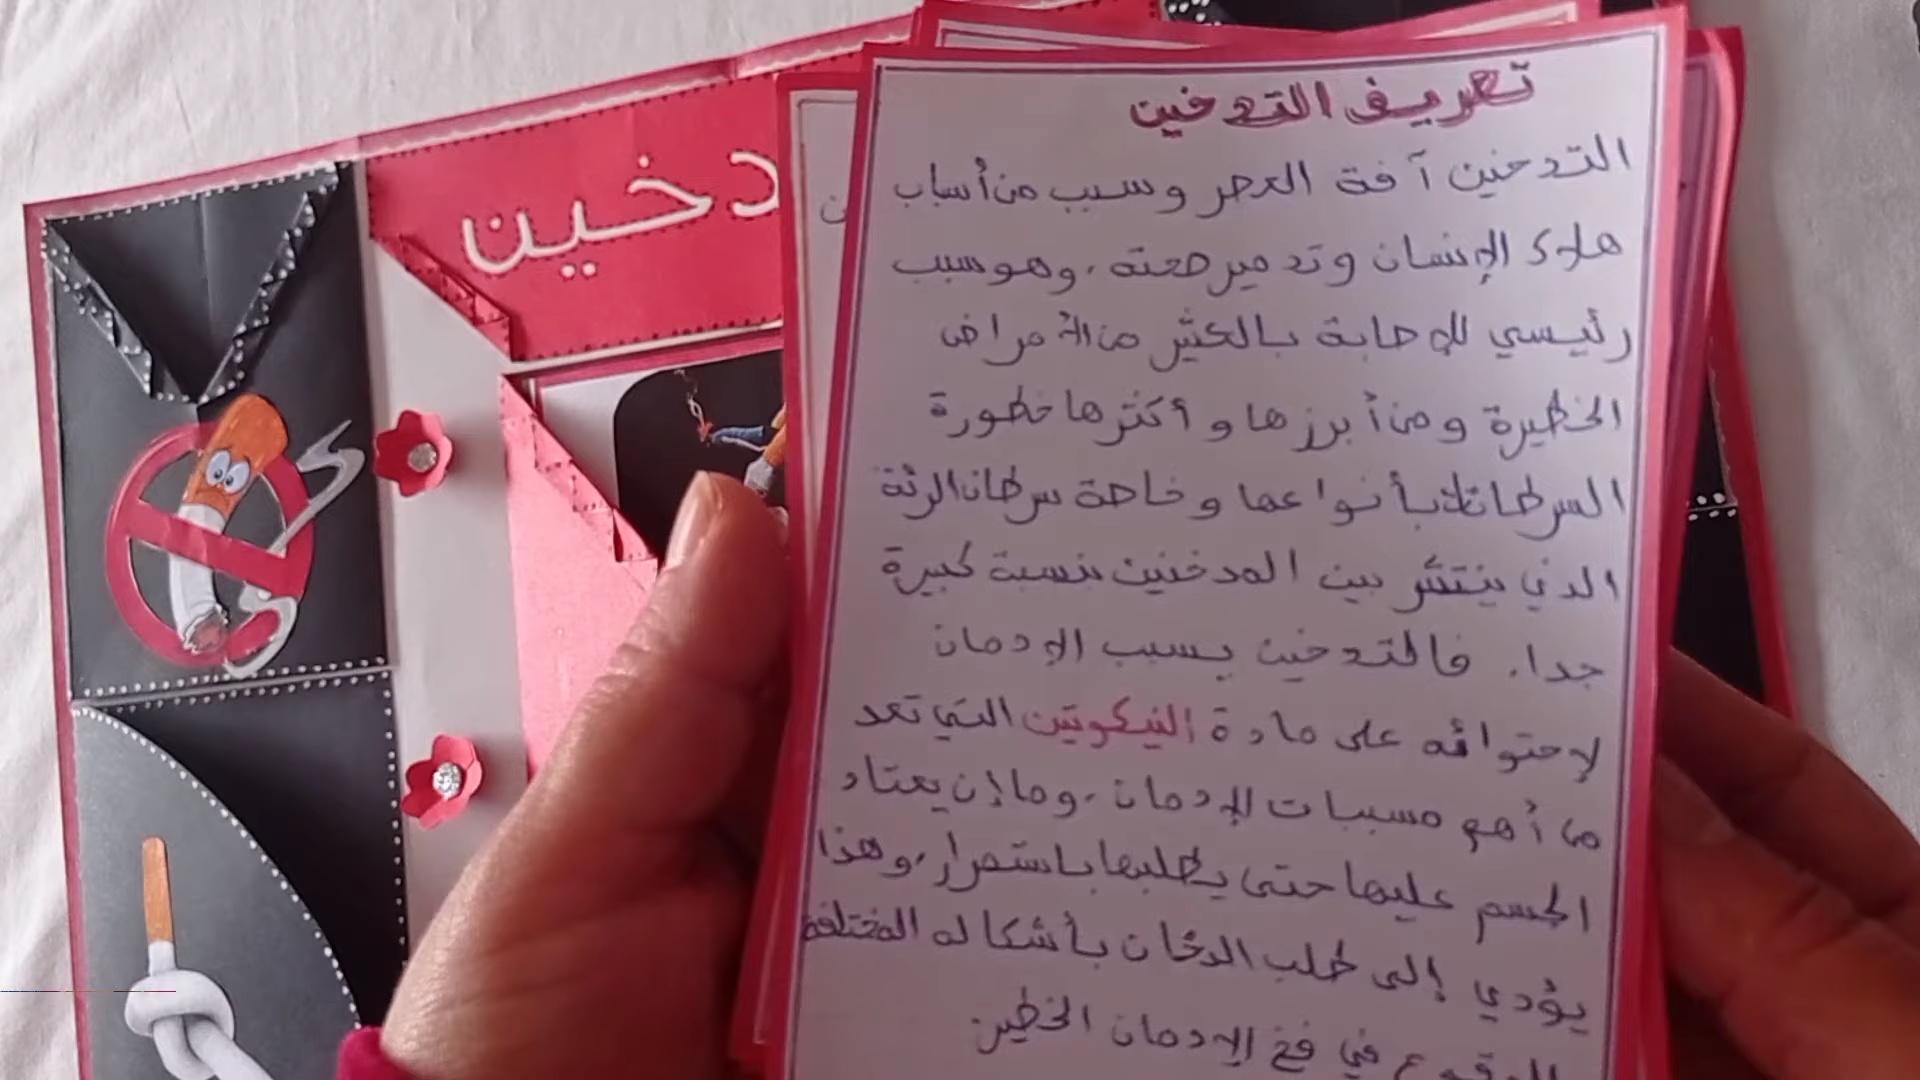 دخين
تعريف التدخين
التدخين آفة العصر وسبب من أسباب
هلاك الإنسان وتدمير صحته، وهو سبب
رئيسي للإصابة بالكثير من الأمراض
الخطيرة ومن أبرزها و أكثرها خطورة
السرطانات بأنواعها وخاصة سرطان الرئة
الذي ينتشر بين المدخنين بنسبة كبيرة
جدا. فالتدخين يسبب الإدمان
لاحتوائه على مادة النيكوتين التي تعد
من أهم مسببات الإدمان، وما إن يعتاد
الجسم عليها حتى يطلبها باستمرار، وهذا
يؤدي إلى طلب الدخان بأشكاله المختلفة
في فخ الإدمان الخطير